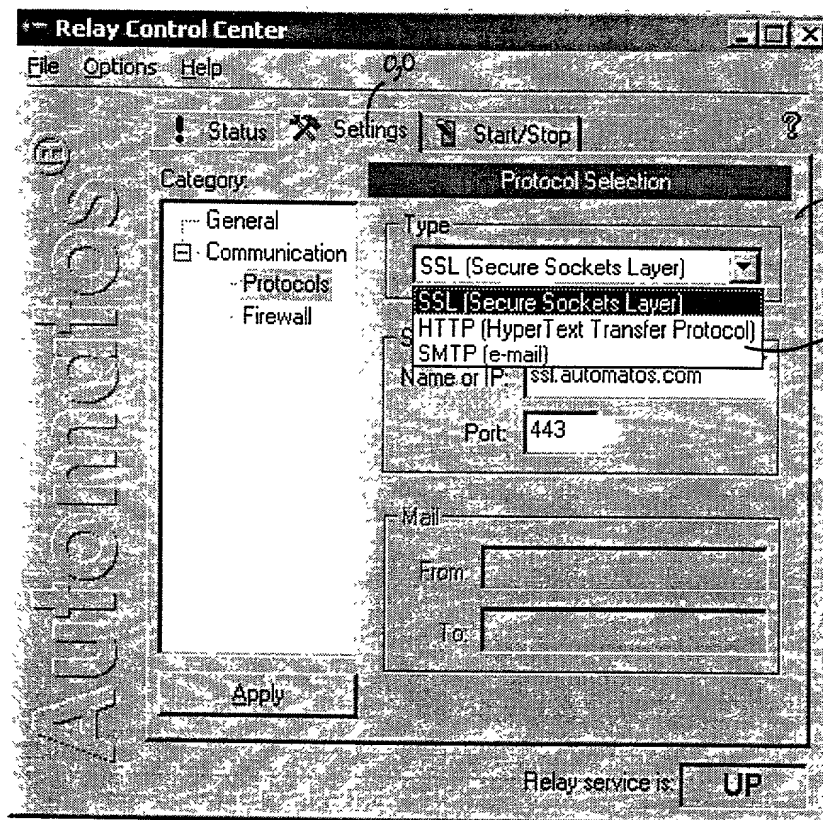 Relay Control Center
File Options Help
! Status Settings Start/Stop ?
Category:
General
Communication
Protocols
Firewall
Protocol Selection
Type
SSL (Secure Sockets Layer)
SSL (Secure Sockets Layer)
HTTP (HyperText Transfer Protocol)
SMTP (e-mail)
Name or IP: ssl.automatos.com
Port: 443
Mail
From:
To:
Apply
Relay service is: UP
Automatos